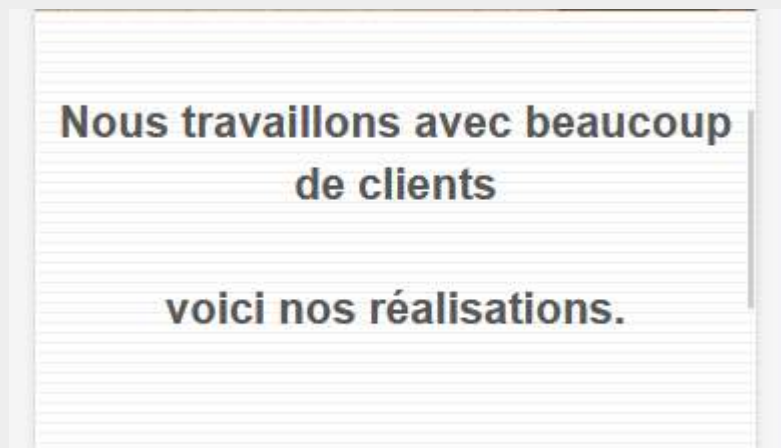 Nous travaillons avec beaucoup
de clients
voici nos réalisations.